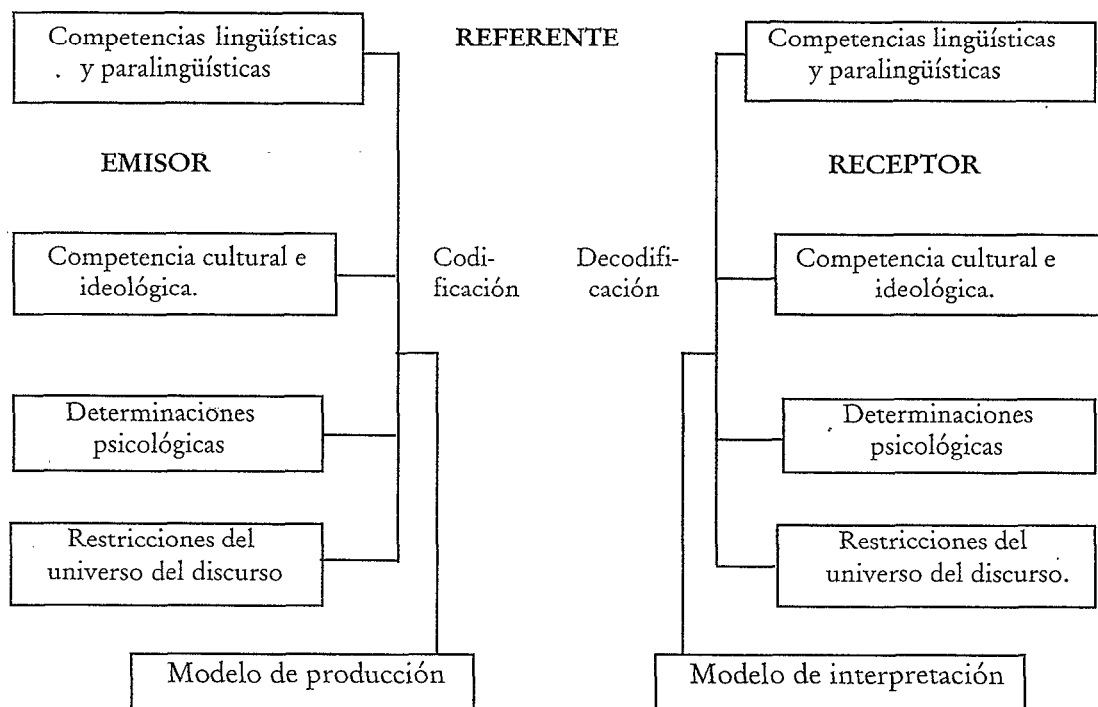 Competencias lingüísticas
y paralingüísticas
REFERENTE
Competencias lingüísticas
y paralingüísticas
EMISOR
RECEPTOR
Competencia cultural e
ideológica.
Codi-
ficación
Decodifi-
cación
Competencia cultural e
ideológica.
Determinaciones
psicológicas
Determinaciones
psicológicas
Restricciones del
universo del discurso
Restricciones del
universo del discurso.
Modelo de producción
Modelo de interpretación